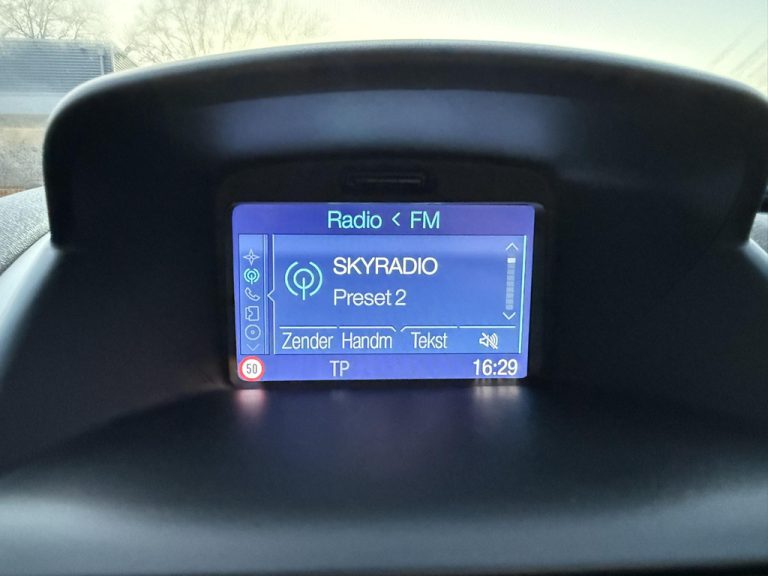 Radio < FM
SKYRADIO
Preset 2
Zender Handm Tekst
50 TP 16:29